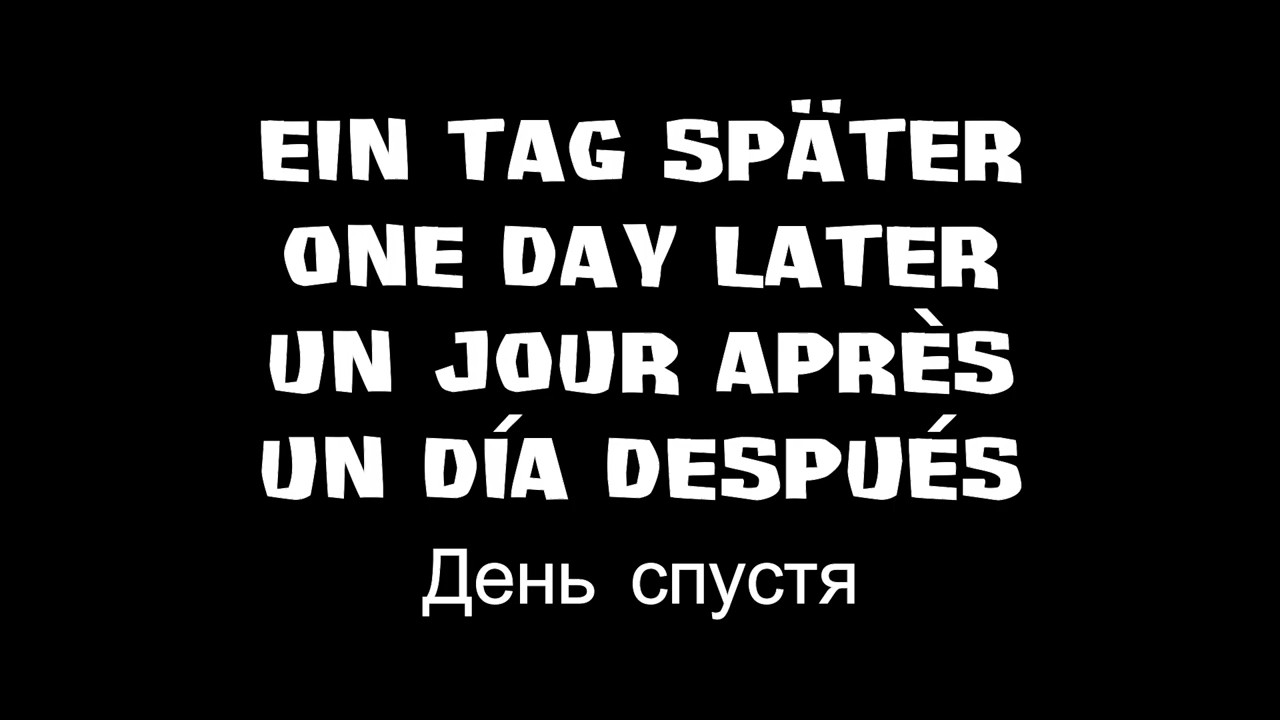 EIN TAG SPÄTER
ONE DAY LATER
UN JOUR APRÈS
UN DÍA DESPUÉS
День спустя